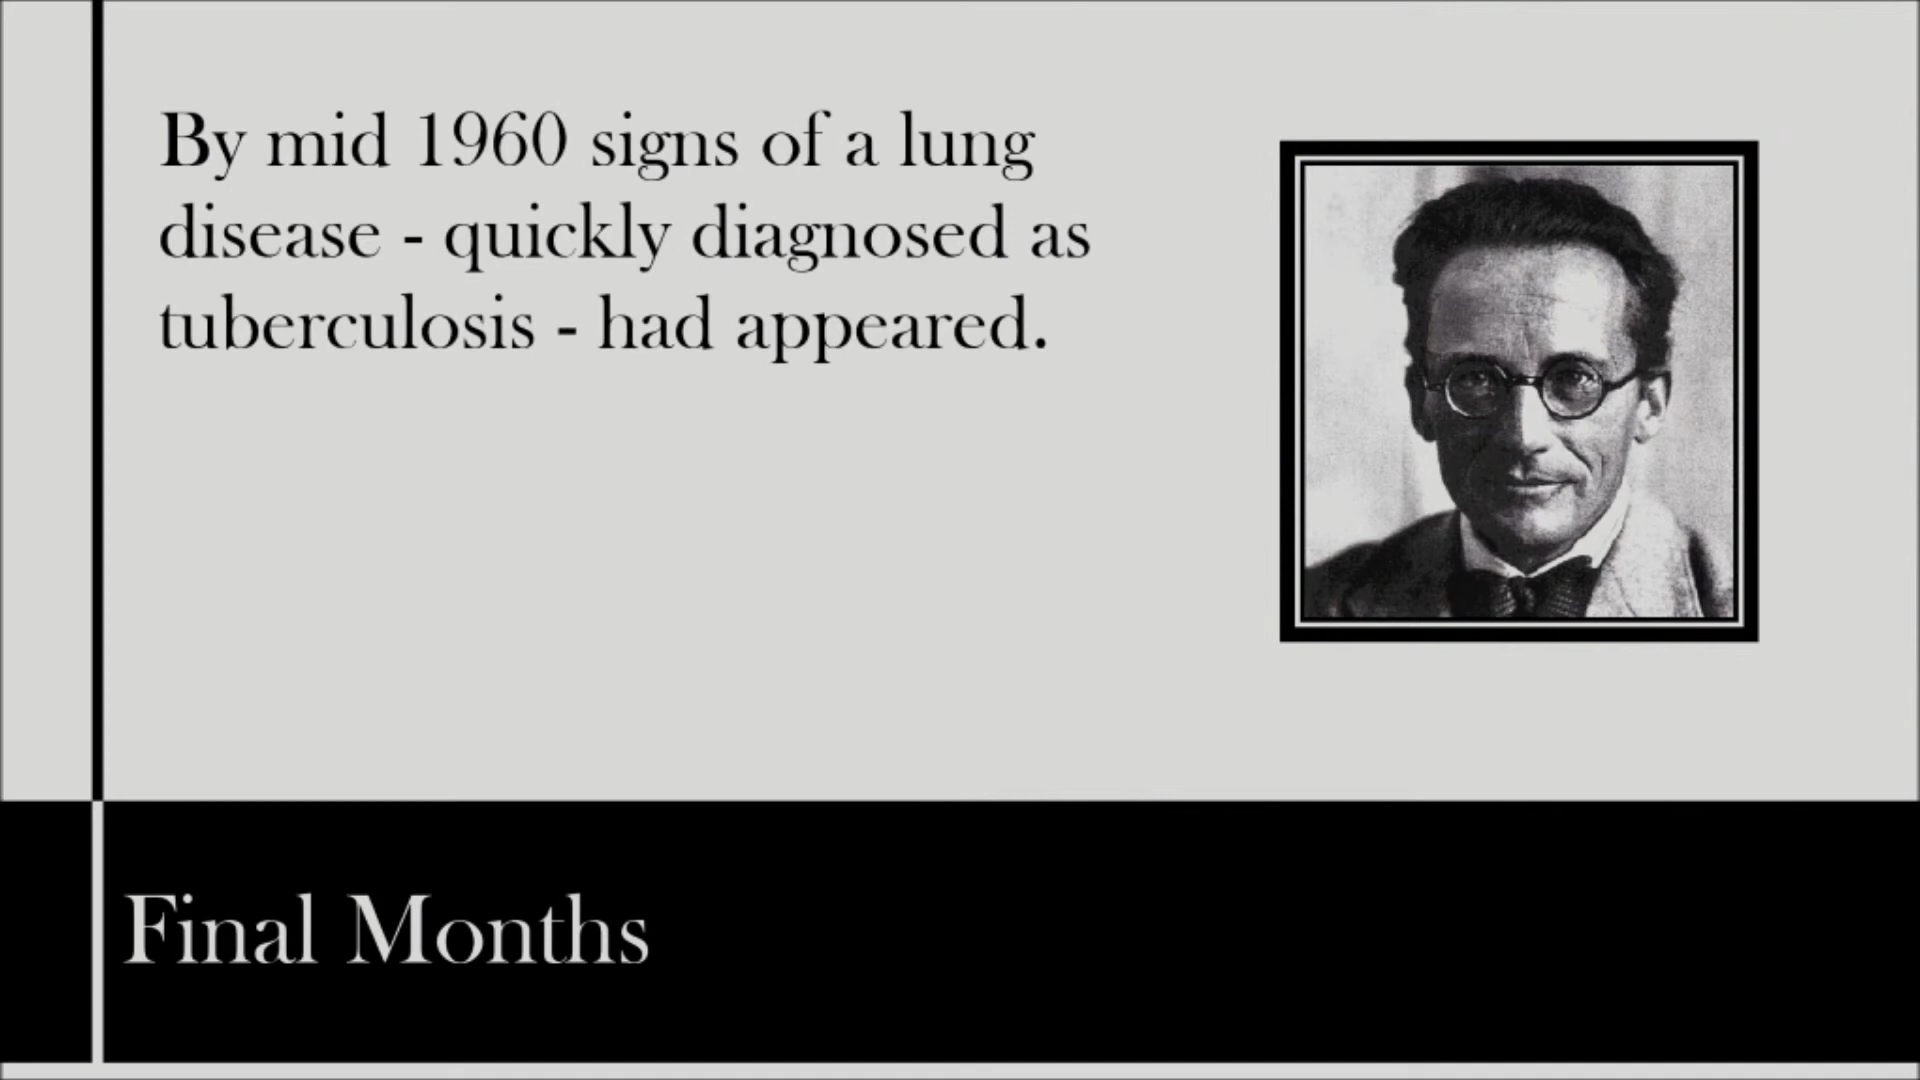 By mid 1960 signs of a lung
disease - quickly diagnosed as
tuberculosis - had appeared.
Final Months